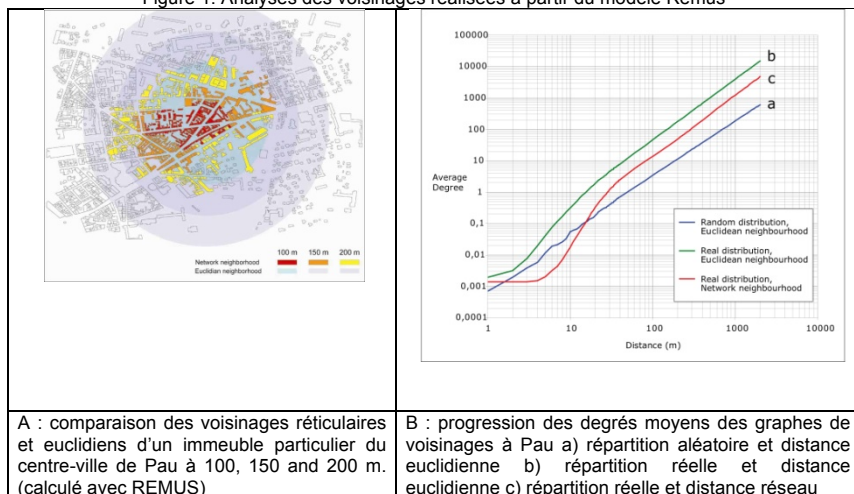 Figure 1: Analyses des voisinages réalisées à partir du modèle Remus
100 m 150 m 200 m
Network neighborhood
Euclidian neighborhood
100000
10000
1000
100
10
1
0,1
0,01
0,001
0,0001
Average
Degree
b
c
a
Random distribution,
Euclidean neighbourhood
Real distribution,
Euclidean neighbourhood
Real distribution,
Network neighbourhood
1 10 100 1000 10000
Distance (m)
A : comparaison des voisinages réticulaires
et euclidiens d'un immeuble particulier du
centre-ville de Pau à 100, 150 and 200 m.
(calculé avec REMUS)
B : progression des degrés moyens des graphes de
voisinages à Pau a) répartition aléatoire et distance
euclidienne b) répartition réelle et distance
euclidienne c) répartition réelle et distance réseau